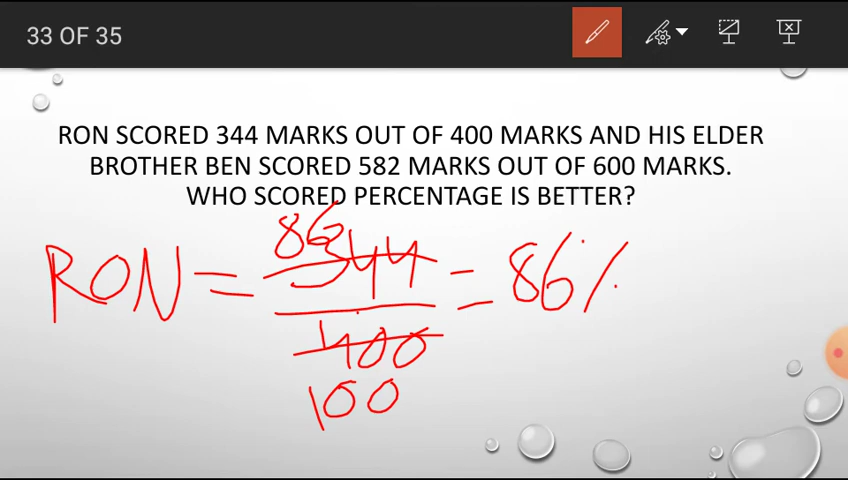 33 OF 35
RON SCORED 344 MARKS OUT OF 400 MARKS AND HIS ELDER
BROTHER BEN SCORED 582 MARKS OUT OF 600 MARKS.
WHO SCORED PERCENTAGE IS BETTER?
86
RON = 344 = 86%
400
100